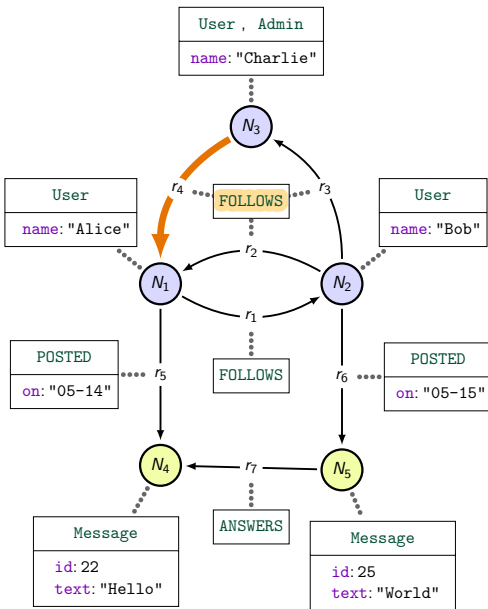 User , Admin
name: "Charlie"
N3
r4
FOLLOWS
r3
User
name: "Alice"
User
name: "Bob"
r2
N1
N2
r1
POSTED
on: "05-14"
r5
FOLLOWS
r6
POSTED
on: "05-15"
N4
r7
N5
ANSWERS
Message
id: 22
text: "Hello"
Message
id: 25
text: "World"